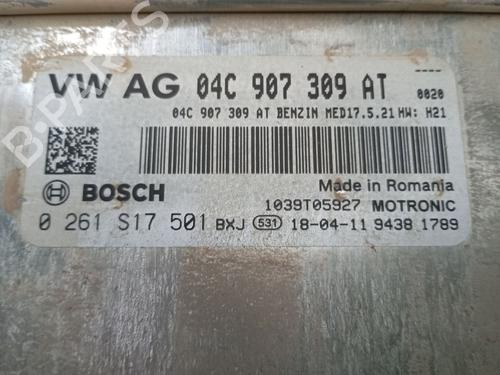 VW AG 04C 907 309 AT 0020
04C 907 309 AT BENZIN MED17.5.21 HW: H21
BOSCH
Made in Romania
1039T05927 MOTRONIC
0 261 S17 501 BXJ 531 18-04-11 9438 1789
B-PARTS